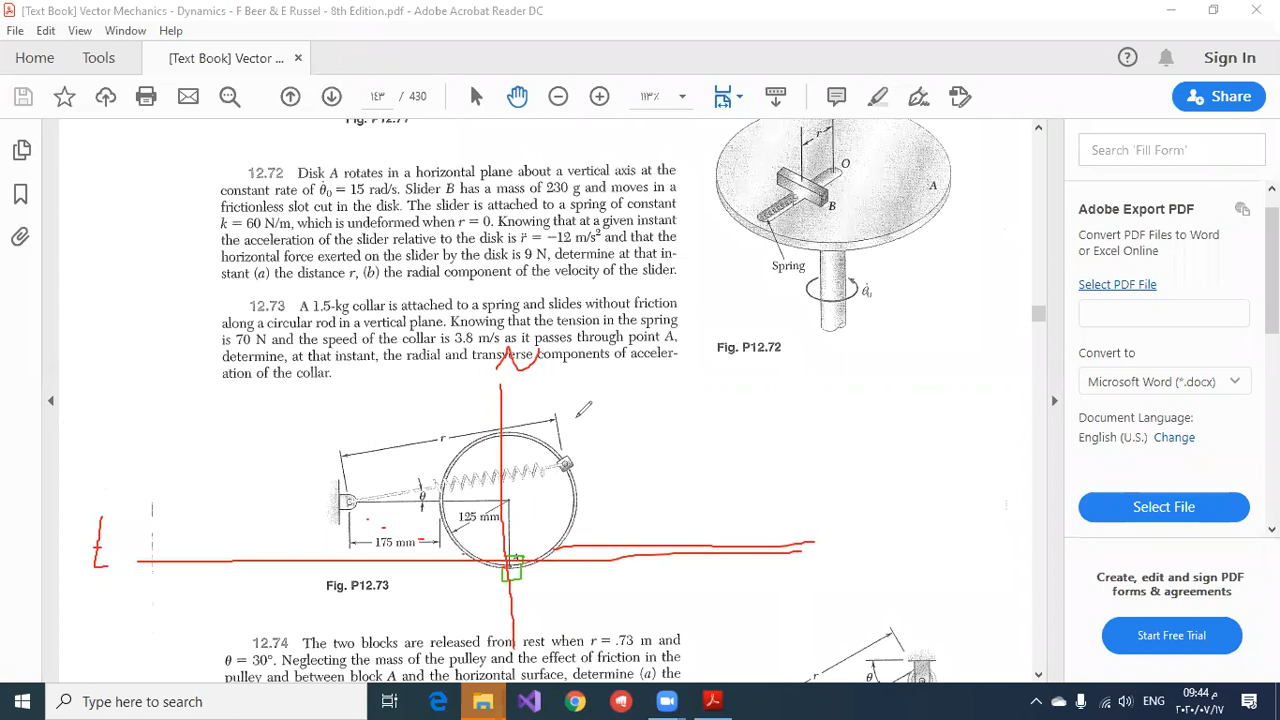 [Text Book] Vector Mechanics - Dynamics - F Beer & E Russel - 8th Edition.pdf - Adobe Acrobat Reader DC
File Edit View Window Help
Home Tools [Text Book] Vector ... × Sign In
١٤٣ / 430 ١١٣٪ Share
Fig. P12.71
12.72 Disk A rotates in a horizontal plane about a vertical axis at the
constant rate of θ̇₀ = 15 rad/s. Slider B has a mass of 230 g and moves in a
frictionless slot cut in the disk. The slider is attached to a spring of constant
k = 60 N/m, which is undeformed when r = 0. Knowing that at a given instant
the acceleration of the slider relative to the disk is r̈ = −12 m/s² and that the
horizontal force exerted on the slider by the disk is 9 N, determine at that in-
stant (a) the distance r, (b) the radial component of the velocity of the slider.
r
O
A
B
Spring
θ̇₀
Fig. P12.72
12.73 A 1.5-kg collar is attached to a spring and slides without friction
along a circular rod in a vertical plane. Knowing that the tension in the spring
is 70 N and the speed of the collar is 3.8 m/s as it passes through point A,
determine, at that instant, the radial and transverse components of acceler-
ation of the collar.
r
θ
125 mm
175 mm
A
t
Fig. P12.73
12.74 The two blocks are released from rest when r = .73 m and
θ = 30°. Neglecting the mass of the pulley and the effect of friction in the
pulley and between block A and the horizontal surface, determine (a) the
r
θ
Search 'Fill Form'
Adobe Export PDF
Convert PDF Files to Word
or Excel Online
Select PDF File
Convert to
Microsoft Word (*.docx)
Document Language:
English (U.S.) Change
Select File
Create, edit and sign PDF
forms & agreements
Start Free Trial
Type here to search
ENG
09:44 م